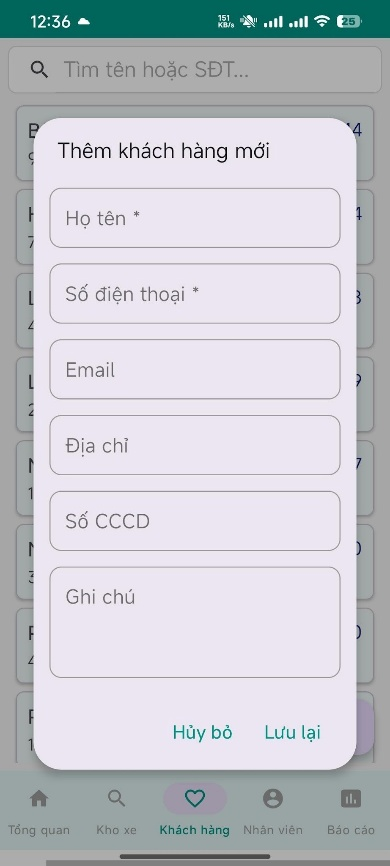 12:36
151
KB/s
25
Tìm tên hoặc SĐT...
Thêm khách hàng mới
Họ tên *
Số điện thoại *
Email
Địa chỉ
Số CCCD
Ghi chú
Hủy bỏ Lưu lại
Tổng quan Kho xe Khách hàng Nhân viên Báo cáo